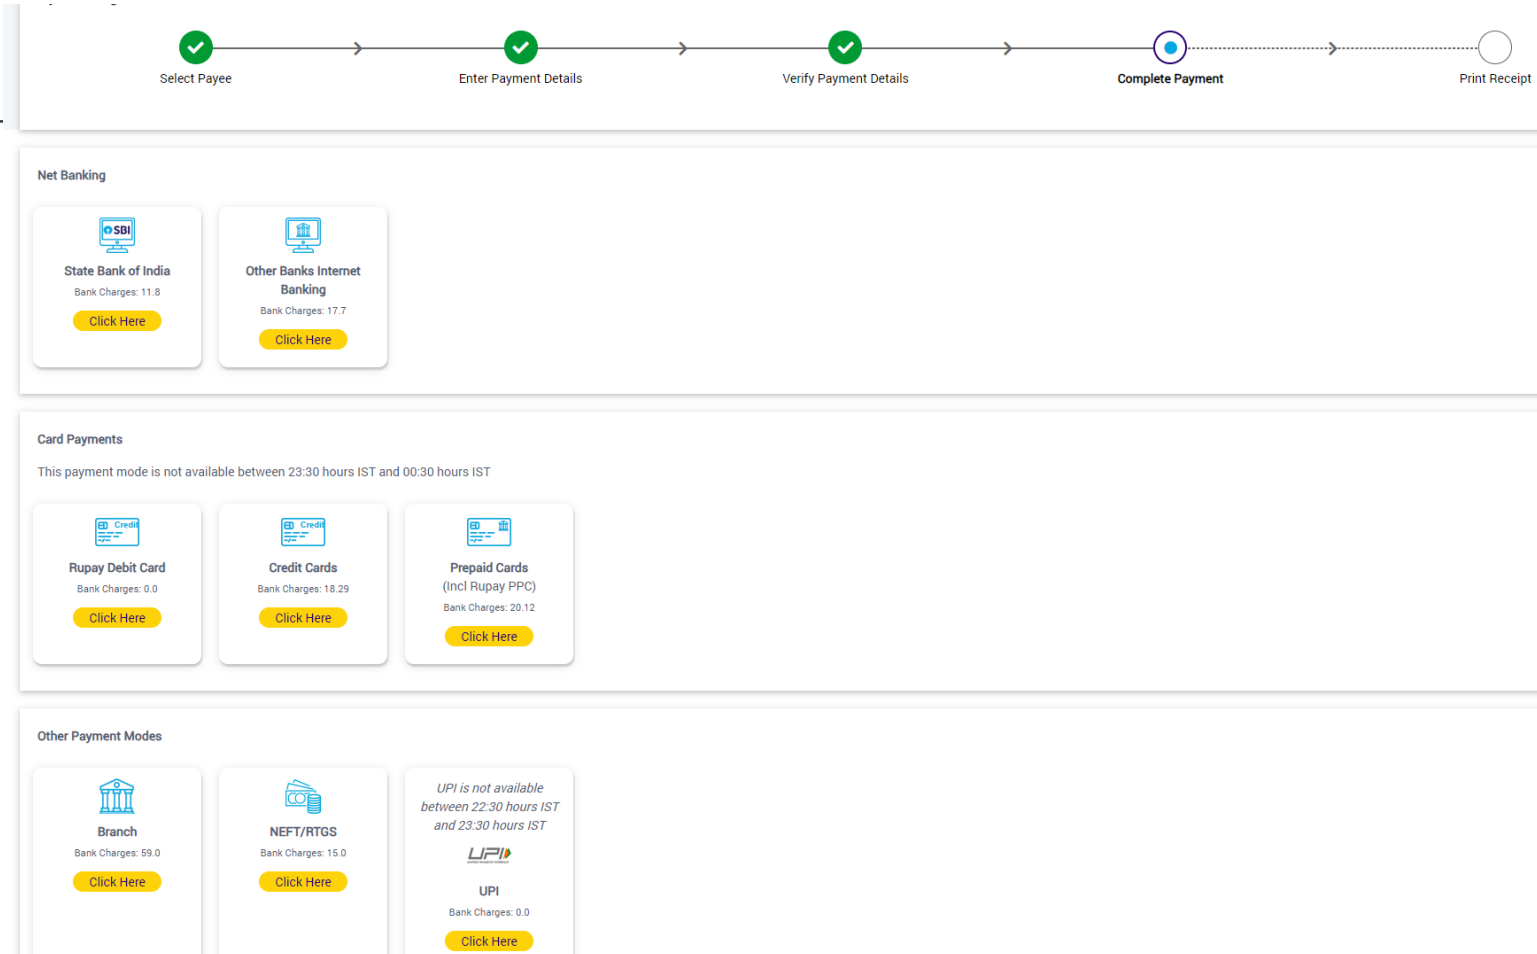 Select Payee
Enter Payment Details
Verify Payment Details
Complete Payment
Print Receipt
Net Banking
SBI
State Bank of India
Bank Charges: 11.8
Click Here
Other Banks Internet
Banking
Bank Charges: 17.7
Click Here
Card Payments
This payment mode is not available between 23:30 hours IST and 00:30 hours IST
Credit
Rupay Debit Card
Bank Charges: 0.0
Click Here
Credit
Credit Cards
Bank Charges: 18.29
Click Here
Prepaid Cards
(Incl Rupay PPC)
Bank Charges: 20.12
Click Here
Other Payment Modes
Branch
Bank Charges: 59.0
Click Here
NEFT/RTGS
Bank Charges: 15.0
Click Here
UPI is not available
between 22:30 hours IST
and 23:30 hours IST
UPI
UPI
Bank Charges: 0.0
Click Here